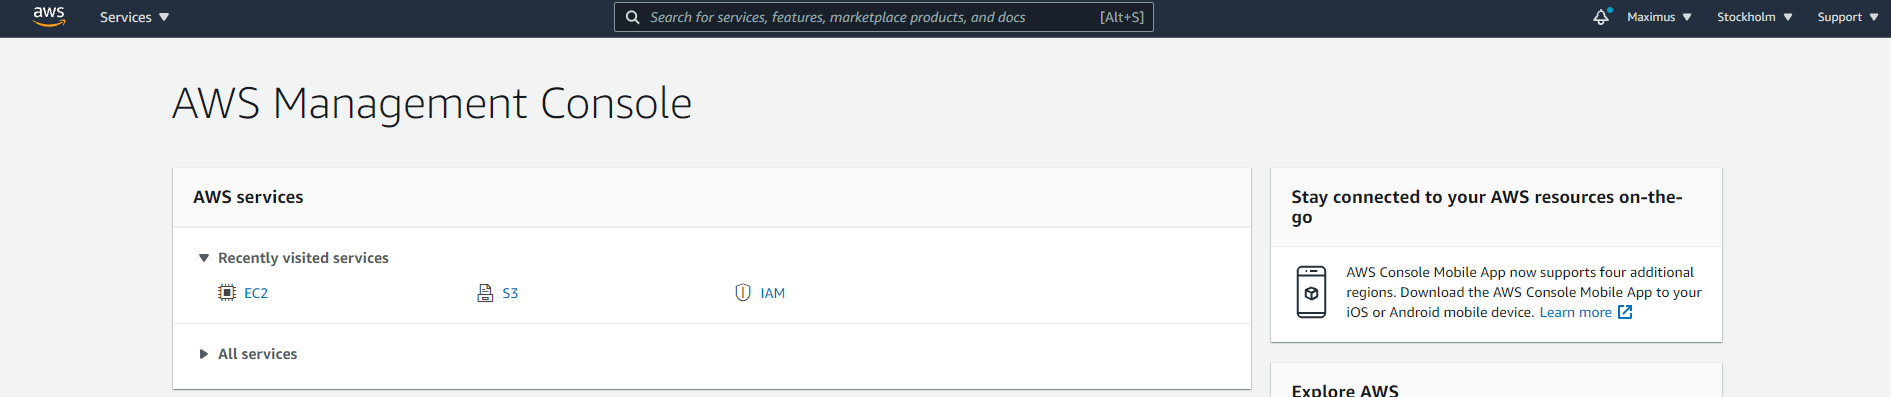 aws
Services
Search for services, features, marketplace products, and docs
[Alt+S]
Maximus
Stockholm
Support
AWS Management Console
AWS services
Recently visited services
EC2
S3
IAM
All services
Stay connected to your AWS resources on-the-
go
AWS Console Mobile App now supports four additional
regions. Download the AWS Console Mobile App to your
iOS or Android mobile device. Learn more
Explore AWS